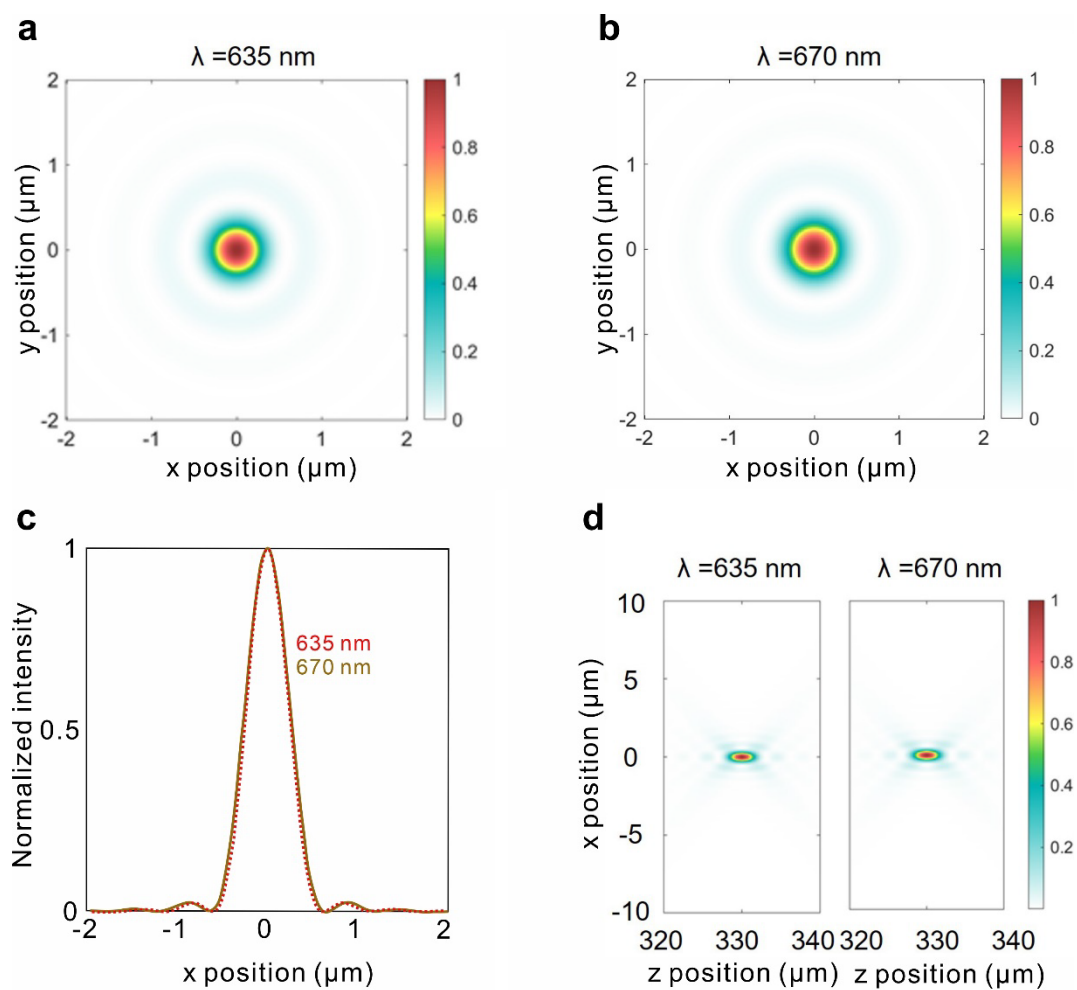 a
λ =635 nm
2
1
0
-1
-2
y position (µm)
-2 -1 0 1 2
x position (µm)
1
0.8
0.6
0.4
0.2
0
b
λ =670 nm
2
1
0
-1
-2
y position (µm)
-2 -1 0 1 2
x position (µm)
1
0.8
0.6
0.4
0.2
0
c
1
0.5
0
Normalized intensity
635 nm
670 nm
-2 -1 0 1 2
x position (µm)
d
λ =635 nm λ =670 nm
10
5
0
-5
-10
x position (µm)
320 330 340 320 330 340
z position (µm) z position (µm)
1
0.8
0.6
0.4
0.2